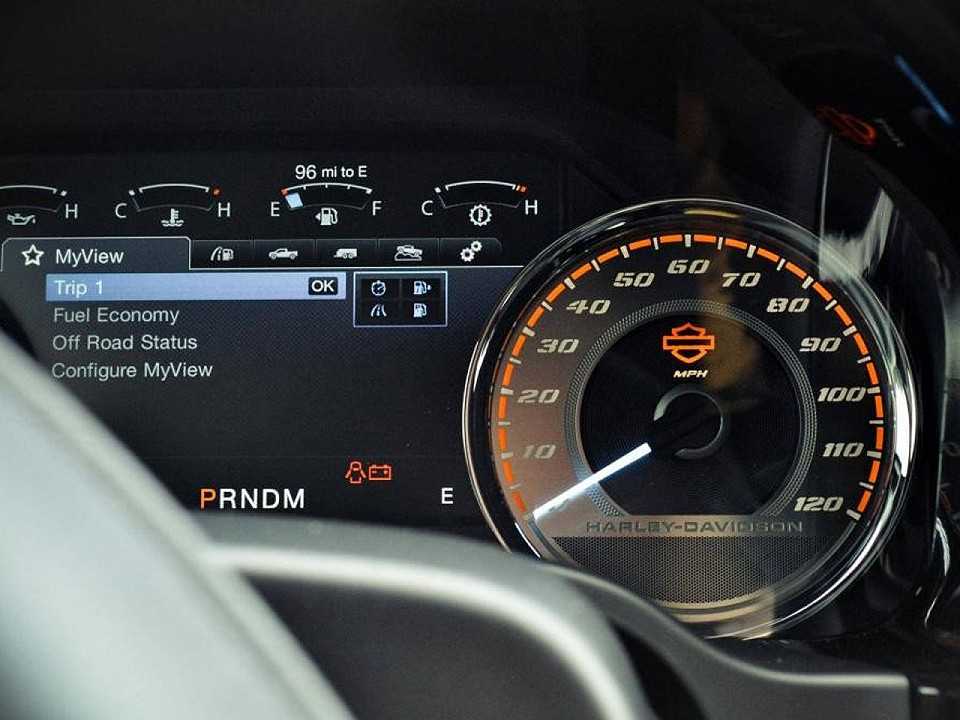 96 mi to E
H C H E F C H
MyView
Trip 1 OK
Fuel Economy
Off Road Status
Configure MyView
PRNDM E
10 20 30 40 50 60 70 80 90 100 110 120
MPH
HARLEY-DAVIDSON